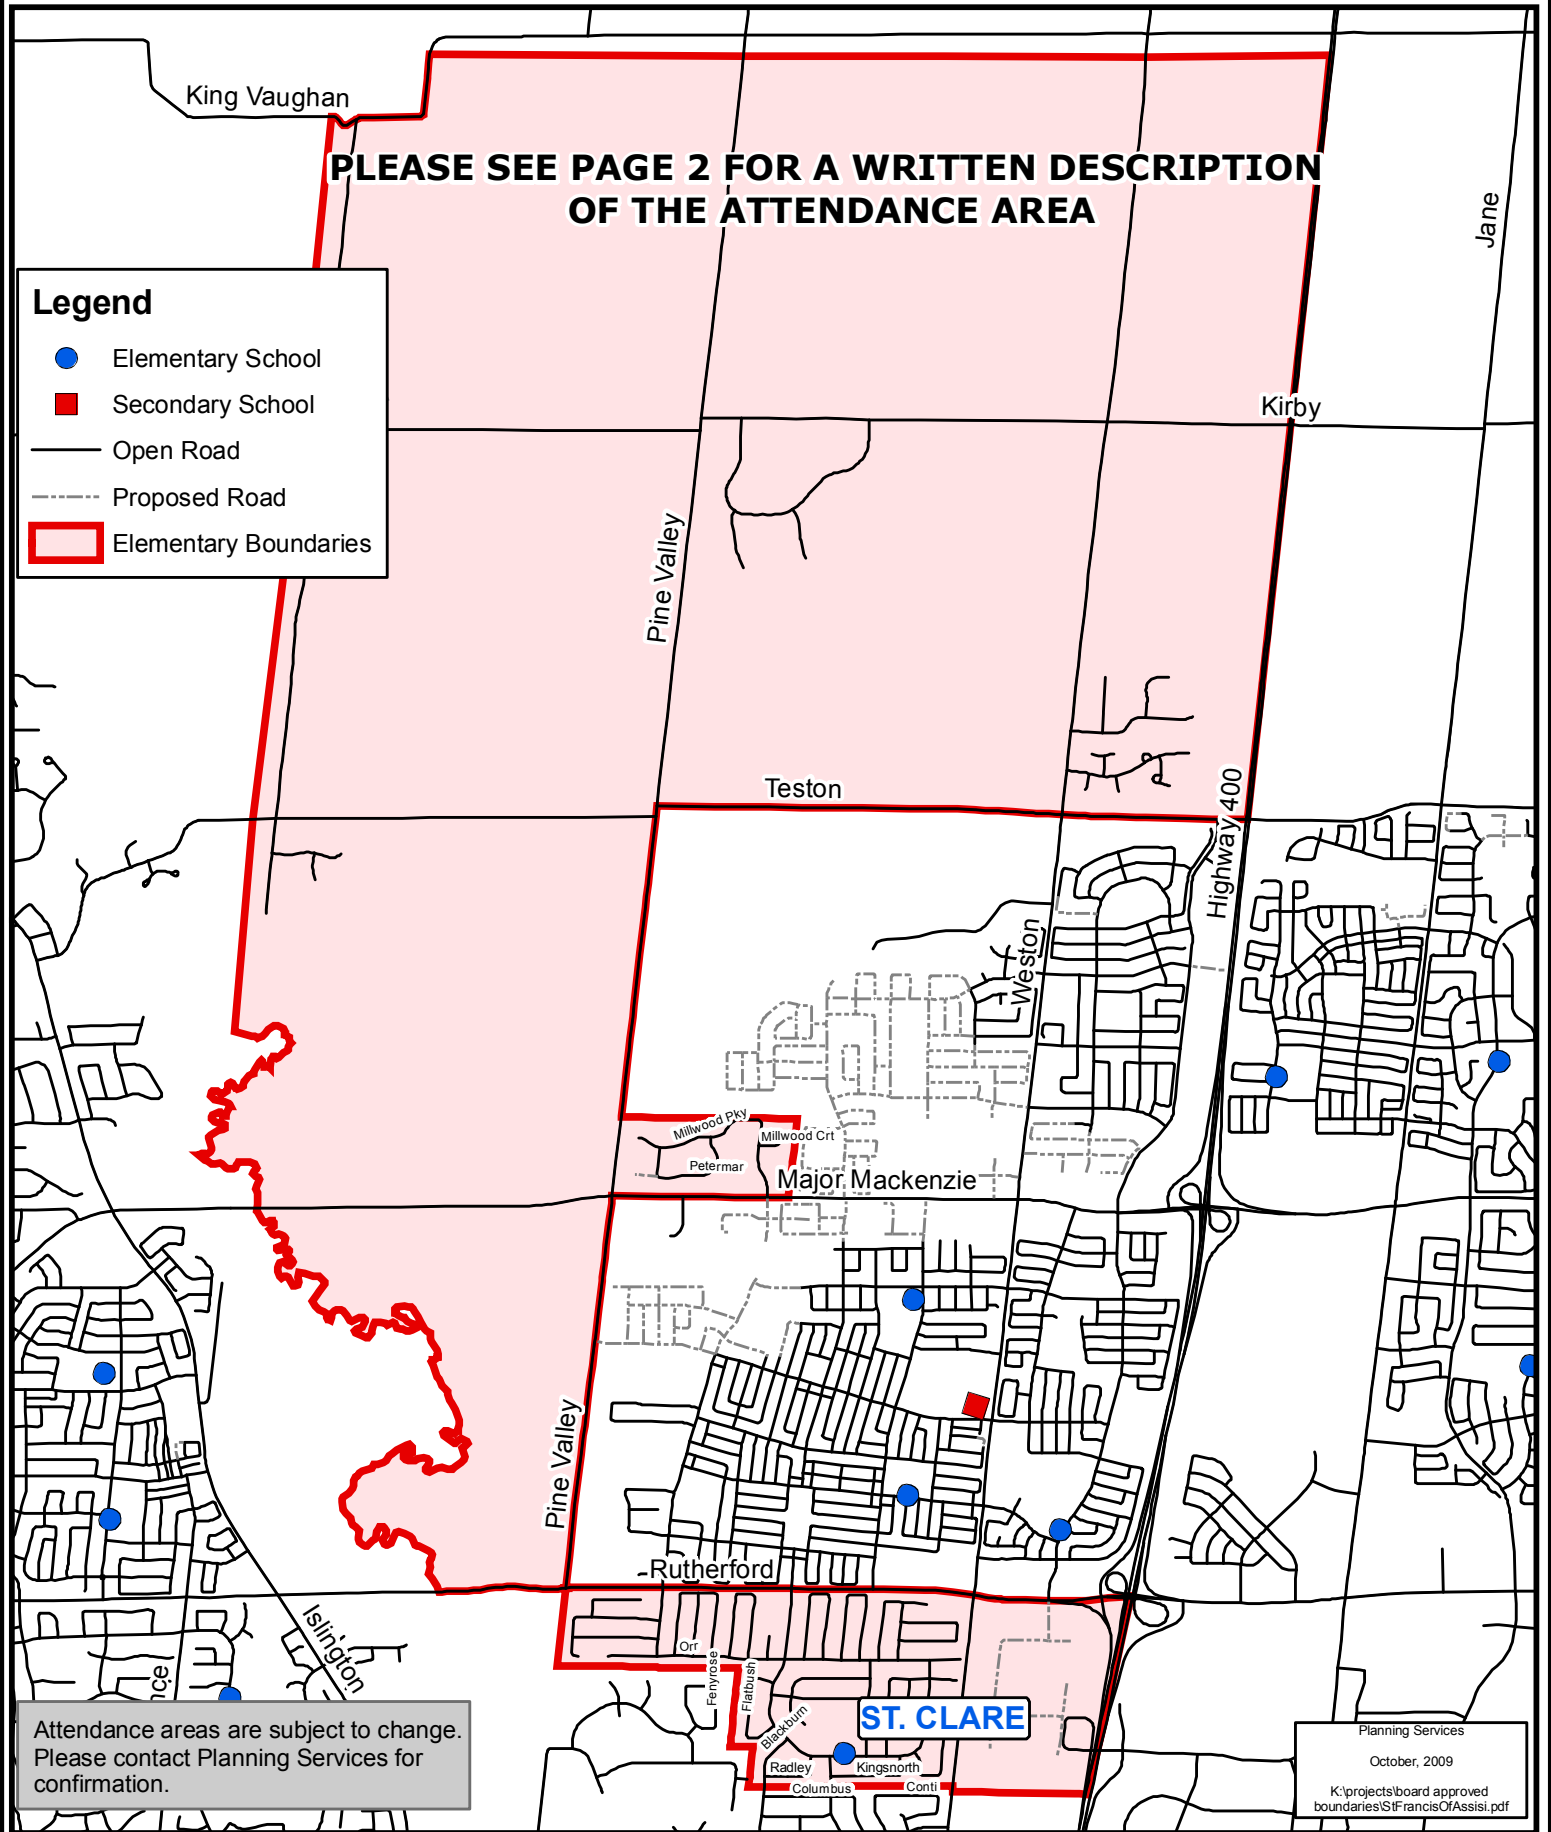 King Vaughan
PLEASE SEE PAGE 2 FOR A WRITTEN DESCRIPTION
OF THE ATTENDANCE AREA
Jane
Legend
Elementary School
Secondary School
Open Road
Proposed Road
Elementary Boundaries
Kirby
Pine Valley
Teston
Highway 400
Weston
Millwood Pky
Millwood Crt
Petermar
Major Mackenzie
Pine Valley
Rutherford
Islington
nce
Orr
Fenyrose
Flatbush
Blackburn
ST. CLARE
Radley
Kingsnorth
Columbus
Conti
Attendance areas are subject to change.
Please contact Planning Services for
confirmation.
Planning Services
October, 2009
K:\projects\board approved
boundaries\StFrancisOfAssisi.pdf